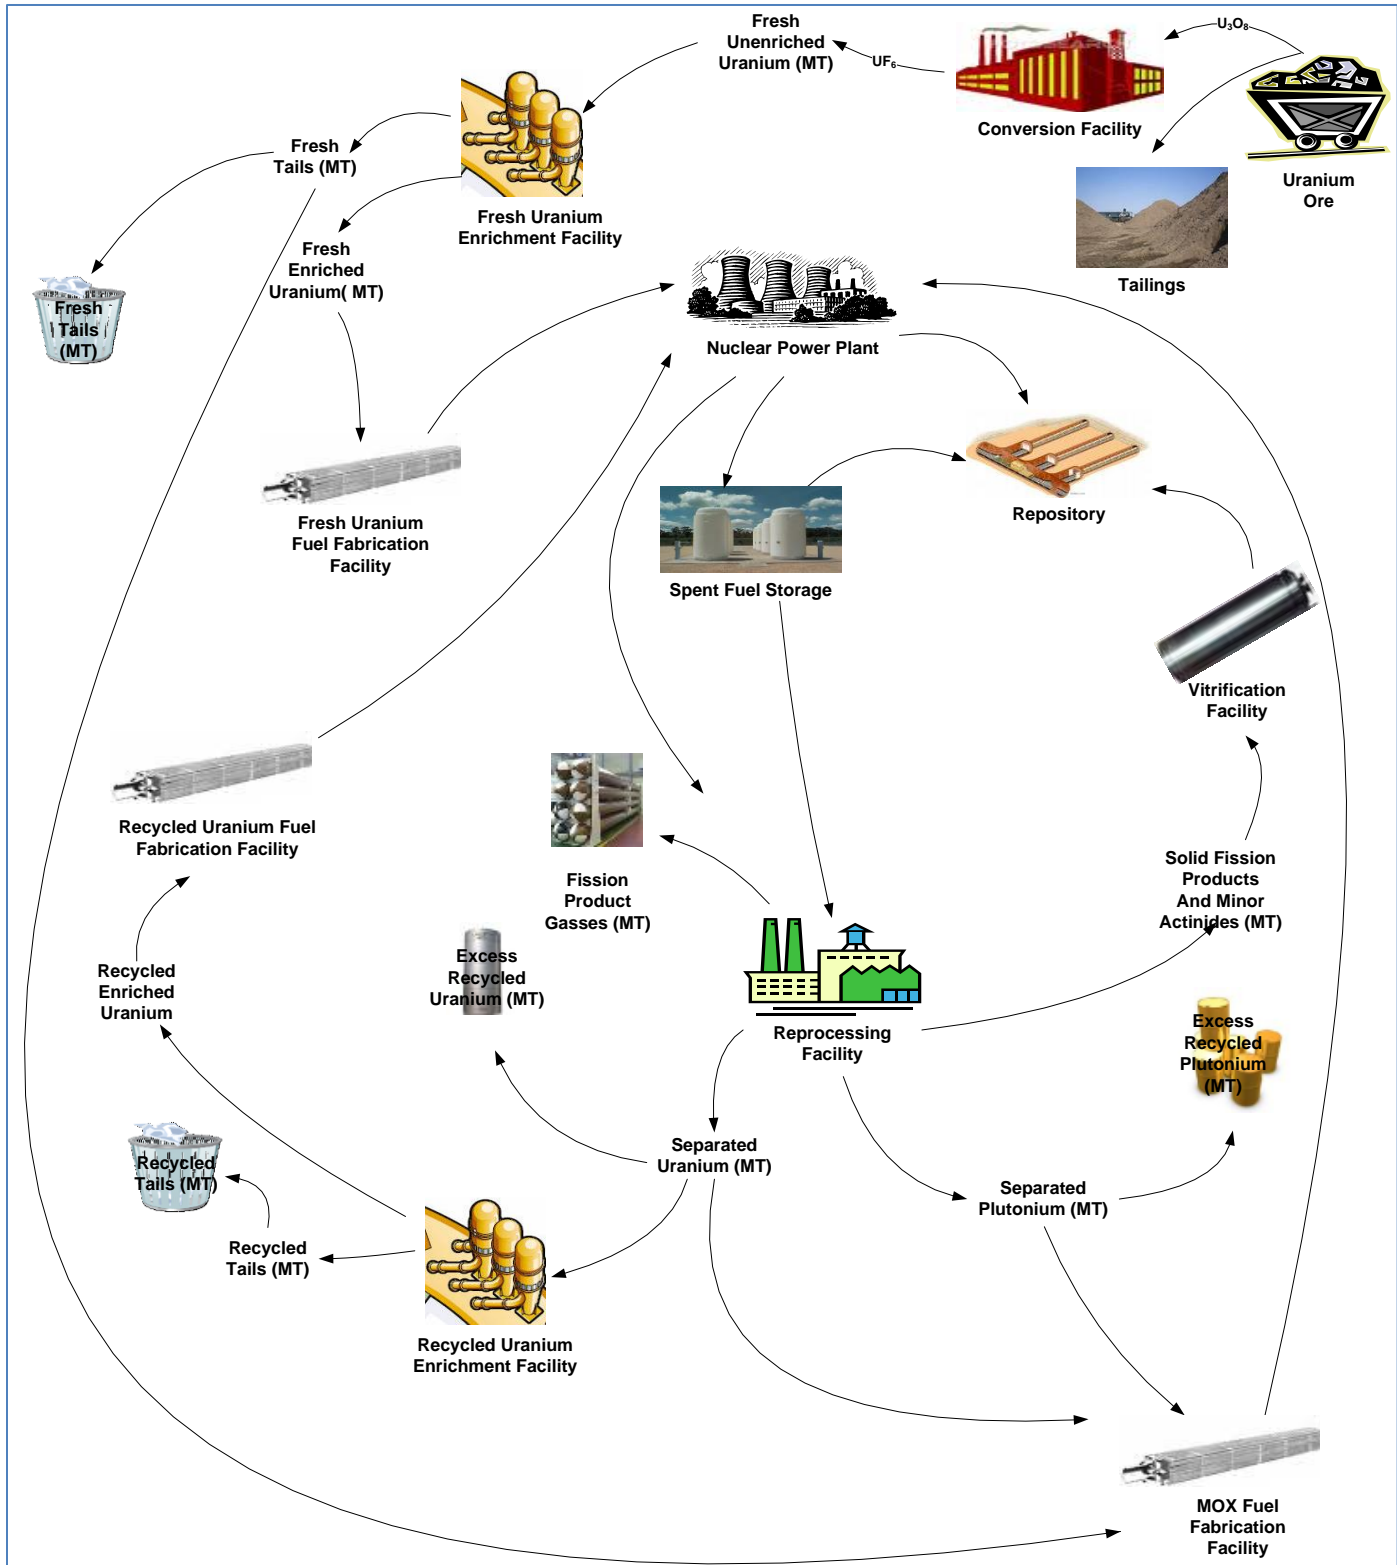 Fresh
Unenriched
Uranium (MT)
UF₆
U₃O₈
Conversion Facility
Uranium
Ore
Tailings
Fresh
Tails (MT)
Fresh Uranium
Enrichment Facility
Fresh
Enriched
Uranium( MT)
Fresh
Tails
(MT)
Nuclear Power Plant
Fresh Uranium
Fuel Fabrication
Facility
Repository
Spent Fuel Storage
Vitrification
Facility
Recycled Uranium Fuel
Fabrication Facility
Fission
Product
Gasses (MT)
Solid Fission
Products
And Minor
Actinides (MT)
Excess
Recycled
Uranium (MT)
Recycled
Enriched
Uranium
Reprocessing
Facility
Excess
Recycled
Plutonium
(MT)
Separated
Uranium (MT)
Separated
Plutonium (MT)
Recycled
Tails (MT)
Recycled
Tails (MT)
Recycled Uranium
Enrichment Facility
MOX Fuel
Fabrication
Facility